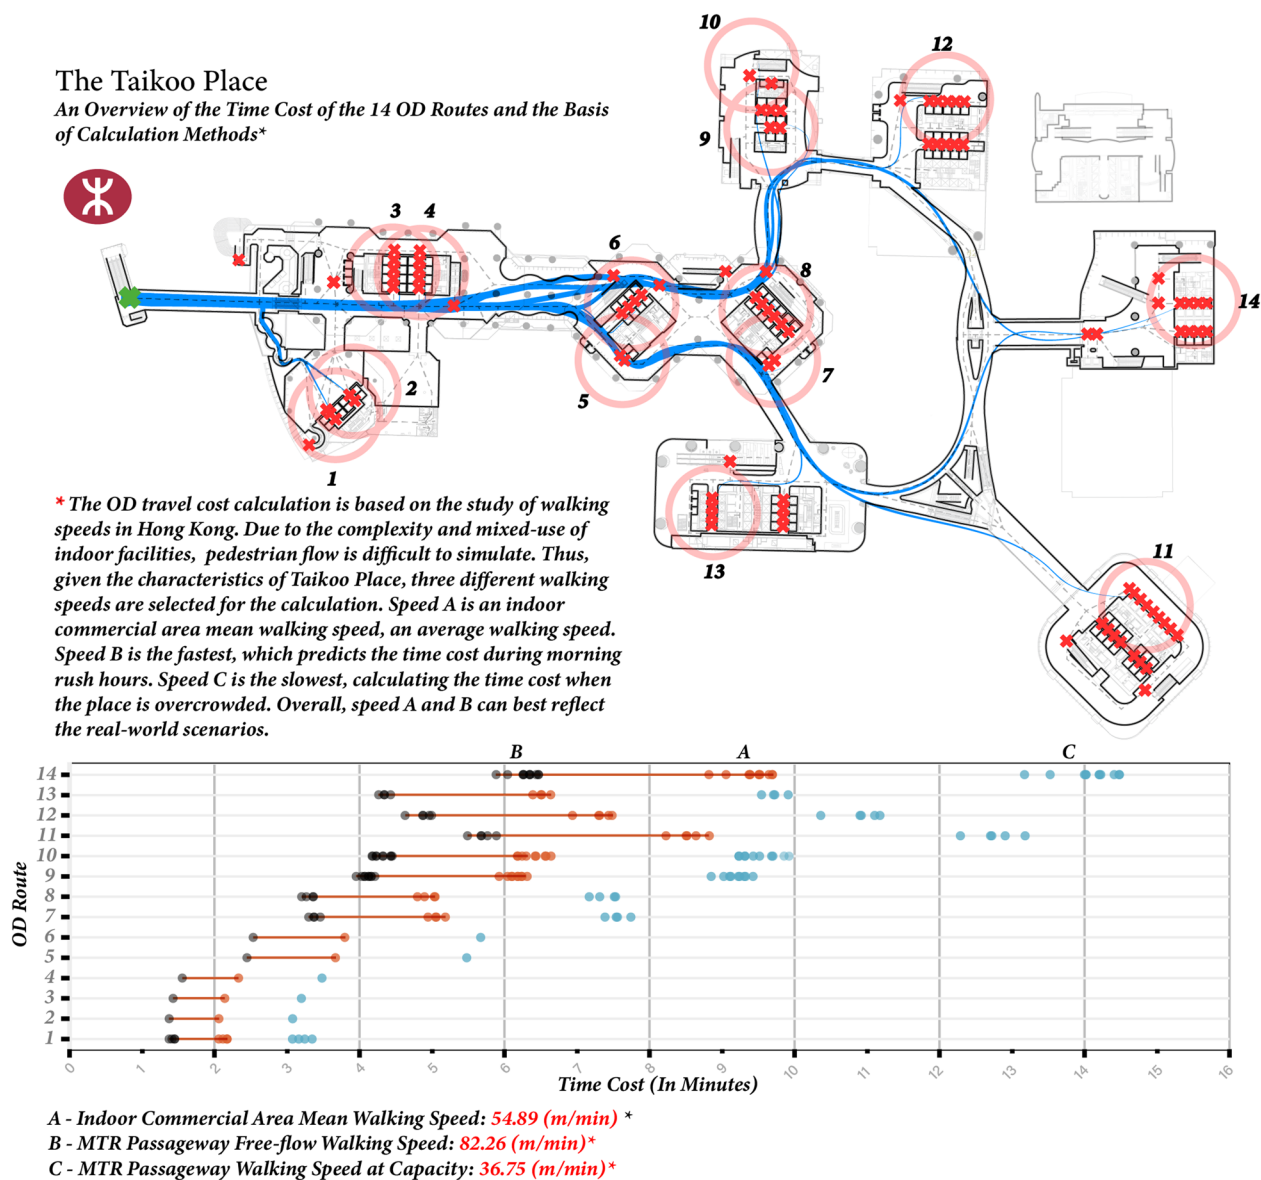 The Taikoo Place
An Overview of the Time Cost of the 14 OD Routes and the Basis
of Calculation Methods*
10
12
9
3 4
6
8
14
2
5
7
1
13
11
* The OD travel cost calculation is based on the study of walking
speeds in Hong Kong. Due to the complexity and mixed-use of
indoor facilities, pedestrian flow is difficult to simulate. Thus,
given the characteristics of Taikoo Place, three different walking
speeds are selected for the calculation. Speed A is an indoor
commercial area mean walking speed, an average walking speed.
Speed B is the fastest, which predicts the time cost during morning
rush hours. Speed C is the slowest, calculating the time cost when
the place is overcrowded. Overall, speed A and B can best reflect
the real-world scenarios.
B A C
14
13
12
11
10
9
8
7
6
5
4
3
2
1
OD Route
0 1 2 3 4 5 6 7 8 9 10 11 12 13 14 15 16
Time Cost (In Minutes)
A - Indoor Commercial Area Mean Walking Speed: 54.89 (m/min) *
B - MTR Passageway Free-flow Walking Speed: 82.26 (m/min)*
C - MTR Passageway Walking Speed at Capacity: 36.75 (m/min)*